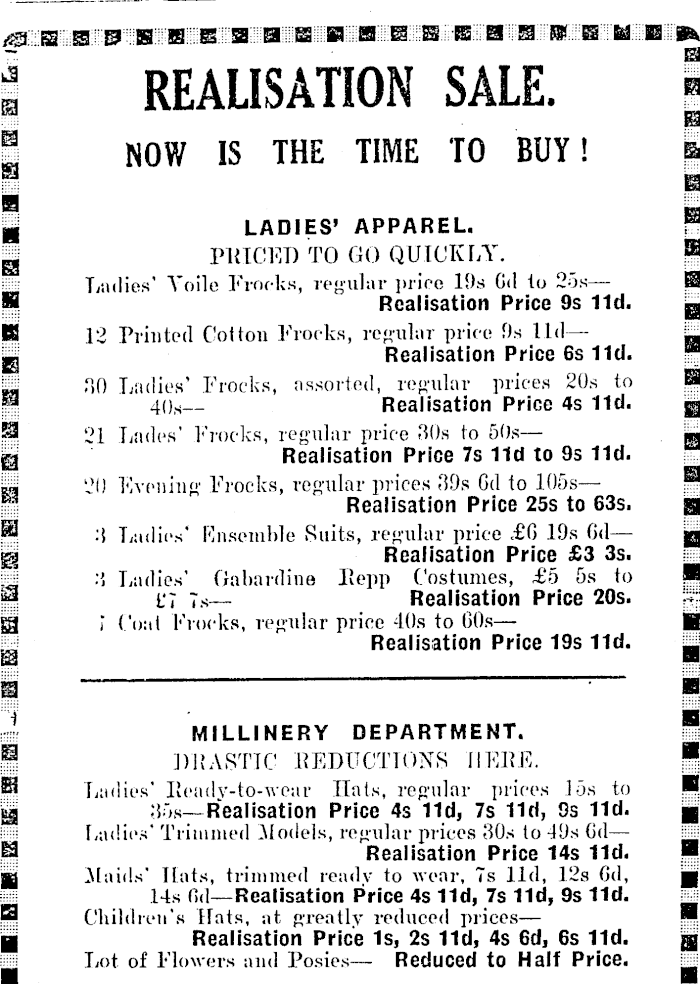 REALISATION SALE.
NOW IS THE TIME TO BUY!
LADIES' APPAREL.
PRICED TO GO QUICKLY.
Ladies' Voile Frocks, regular price 19s 6d to 25s—
Realisation Price 9s 11d.
12 Printed Cotton Frocks, regular price 9s 11d—
Realisation Price 6s 11d.
30 Ladies' Frocks, assorted, regular prices 20s to
40s— Realisation Price 4s 11d.
21 Lades' Frocks, regular price 30s to 50s—
Realisation Price 7s 11d to 9s 11d.
20 Evening Frocks, regular prices 39s 6d to 105s—
Realisation Price 25s to 63s.
3 Ladies' Ensemble Suits, regular price £6 19s 6d—
Realisation Price £3 3s.
3 Ladies' Gabardine Repp Costumes, £5 5s to
£7 7s— Realisation Price 20s.
7 Coat Frocks, regular price 40s to 60s—
Realisation Price 19s 11d.
MILLINERY DEPARTMENT.
DRASTIC REDUCTIONS HERE.
Ladies' Ready-to-wear Hats, regular prices 15s to
35s—Realisation Price 4s 11d, 7s 11d, 9s 11d.
Ladies' Trimmed Models, regular prices 30s to 49s 6d—
Realisation Price 14s 11d.
Maids' Hats, trimmed ready to wear, 7s 11d, 12s 6d,
14s 6d—Realisation Price 4s 11d, 7s 11d, 9s 11d.
Children's Hats, at greatly reduced prices—
Realisation Price 1s, 2s 11d, 4s 6d, 6s 11d.
Lot of Flowers and Posies— Reduced to Half Price.